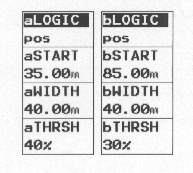 aLOGIC
pos
aSTART
35.00m
aWIDTH
40.00m
aTHRSH
40%
bLOGIC
pos
bSTART
85.00m
bWIDTH
40.00m
bTHRSH
30%